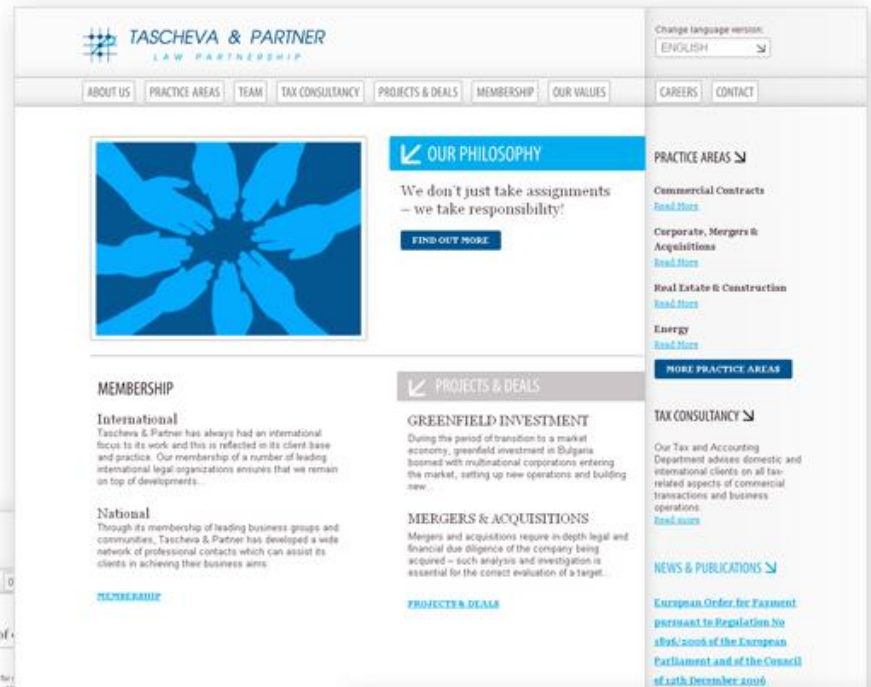 TASCHEVA & PARTNER
LAW PARTNERSHIP
Change language version:
ENGLISH
ABOUT US
PRACTICE AREAS
TEAM
TAX CONSULTANCY
PROJECTS & DEALS
MEMBERSHIP
OUR VALUES
CAREERS
CONTACT
OUR PHILOSOPHY
We don't just take assignments
– we take responsibility!
FIND OUT MORE
MEMBERSHIP
International
Tascheva & Partner has always had an international
focus to its work and this is reflected in its client base
and practice. Our membership of a number of leading
international legal organizations ensures that we remain
on top of developments...
National
Through its membership of leading business groups and
communities, Tascheva & Partner has developed a wide
network of professional contacts which can assist its
clients in achieving their business aims.
MEMBERSHIP
PROJECTS & DEALS
GREENFIELD INVESTMENT
During the period of transition to a market
economy, greenfield investment in Bulgaria
boomed with multinational corporations entering
the market, setting up new operations and building
new...
MERGERS & ACQUISITIONS
Mergers and acquisitions require in-depth legal and
financial due diligence of the company being
acquired – such analysis and investigation is
essential for the correct evaluation of a target...
PROJECTS & DEALS
PRACTICE AREAS
Commercial Contracts
Read More
Corporate, Mergers &
Acquisitions
Read More
Real Estate & Construction
Read More
Energy
Read More
MORE PRACTICE AREAS
TAX CONSULTANCY
Our Tax and Accounting
Department advises domestic and
international clients on all tax-
related aspects of commercial
transactions and business
operations.
Read more
NEWS & PUBLICATIONS
European Order for Payment
pursuant to Regulation No
1896/2006 of the European
Parliament and of the Council
of 12th December 2006